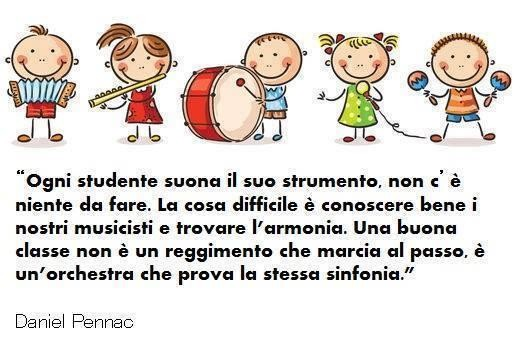 “Ogni studente suona il suo strumento, non c’è
niente da fare. La cosa difficile è conoscere bene i
nostri musicisti e trovare l’armonia. Una buona
classe non è un reggimento che marcia al passo, è
un’orchestra che prova la stessa sinfonia.”
Daniel Pennac